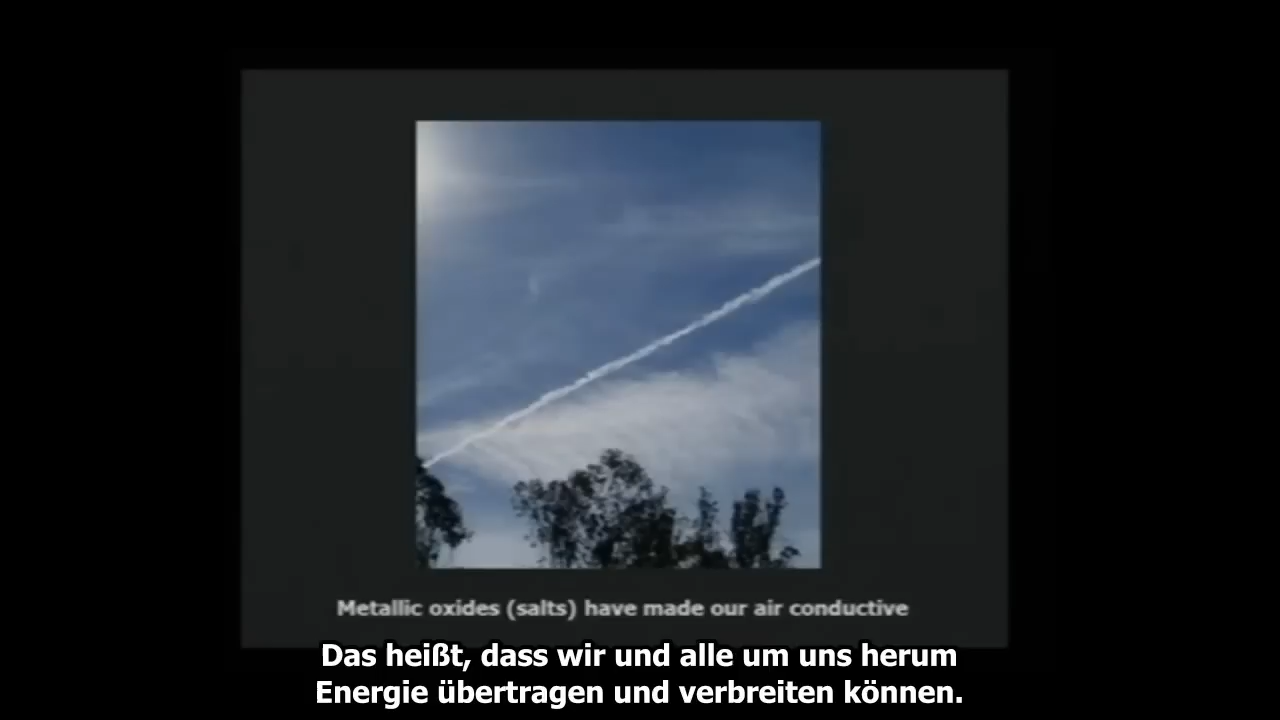 Metallic oxides (salts) have made our air conductive
Das heißt, dass wir und alle um uns herum
Energie übertragen und verbreiten können.